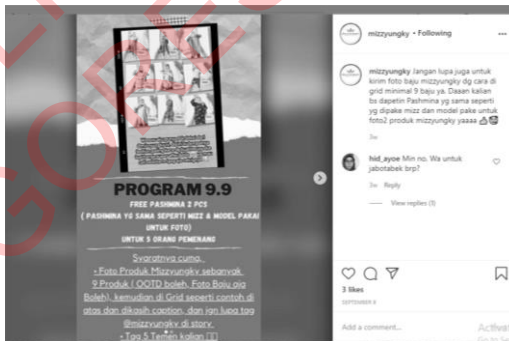 mizzyungky • Following
mizzyungky Jangan lupa juga untuk
kirim foto baju mizzyungky dg cara di
grid minimal 9 baju ya. Daaan kalian
bs dapetin Pashmina yg sama seperti
yg dipake mizz dan model pake untuk
foto2 produk mizzyungky yaaaa
3w
hid_ayoe Min no. Wa untuk
jabotabek brp?
3w Reply
View replies (3)
PROGRAM 9.9
FREE PASHMINA 2 PCS
( PASHMINA YG SAMA SEPERTI MIZZ & MODEL PAKAI
UNTUK FOTO)
UNTUK 5 ORANG PEMENANG
Syaratnya cuma,
• Foto Produk Mizzyungky sebanyak
9 Produk ( OOTD boleh, Foto Baju aja
Boleh), kemudian di Grid seperti contoh di
atas dan dikasih caption, dan jan lupa tag
@mizzyungky di story
• Tag 5 Temen kalian
3 likes
SEPTEMBER 8
Add a comment...